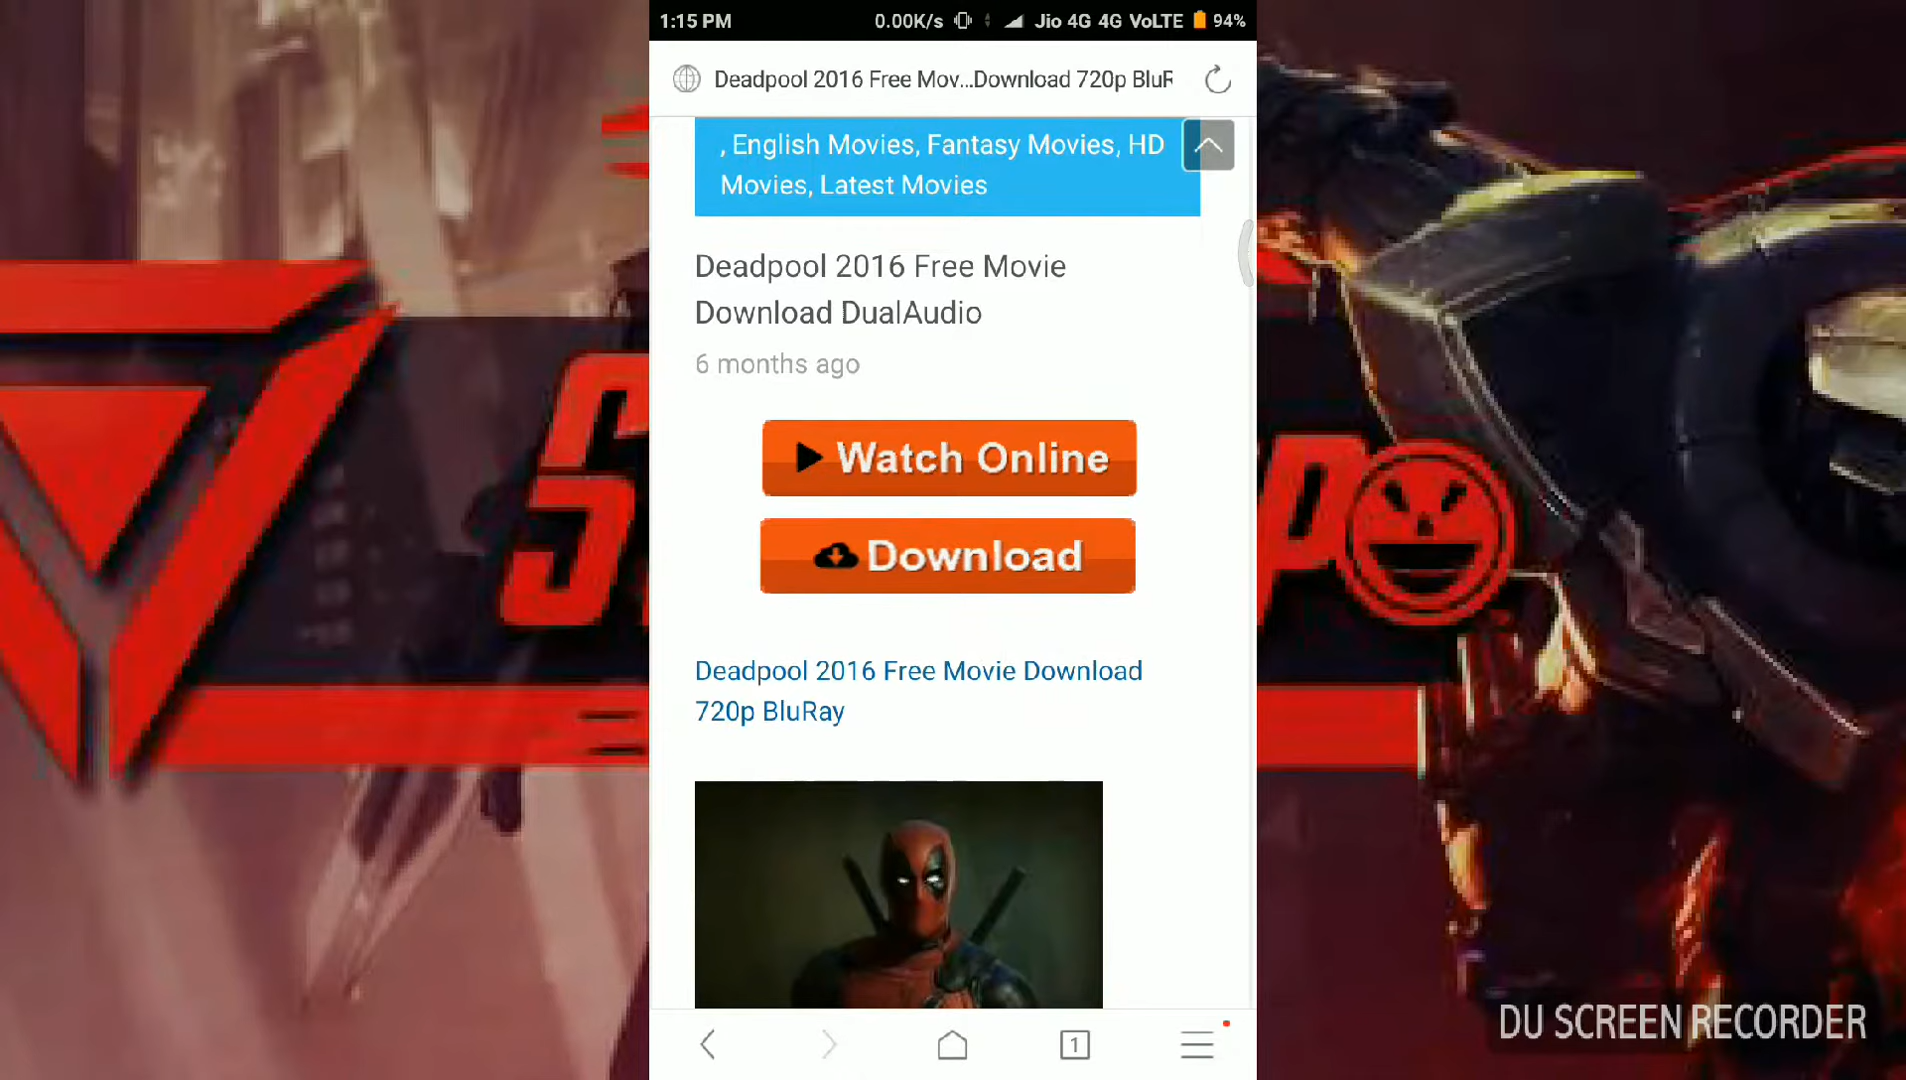 1:15 PM 0.00K/s Jio 4G 4G VoLTE 94%
Deadpool 2016 Free Mov...Download 720p BluR
, English Movies, Fantasy Movies, HD
Movies, Latest Movies
Deadpool 2016 Free Movie
Download DualAudio
6 months ago
Watch Online
Download
Deadpool 2016 Free Movie Download
720p BluRay
1
DU SCREEN RECORDER